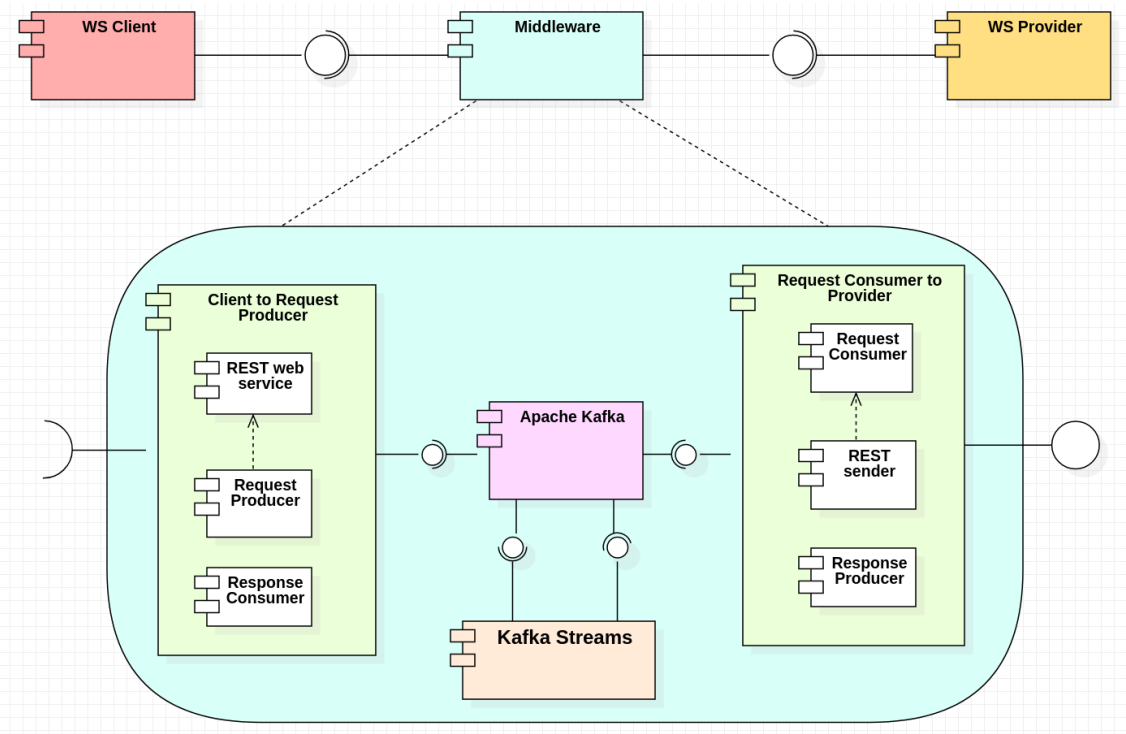 WS Client
Middleware
WS Provider
Client to Request
Producer
REST web
service
Request
Producer
Response
Consumer
Apache Kafka
Kafka Streams
Request Consumer to
Provider
Request
Consumer
REST
sender
Response
Producer